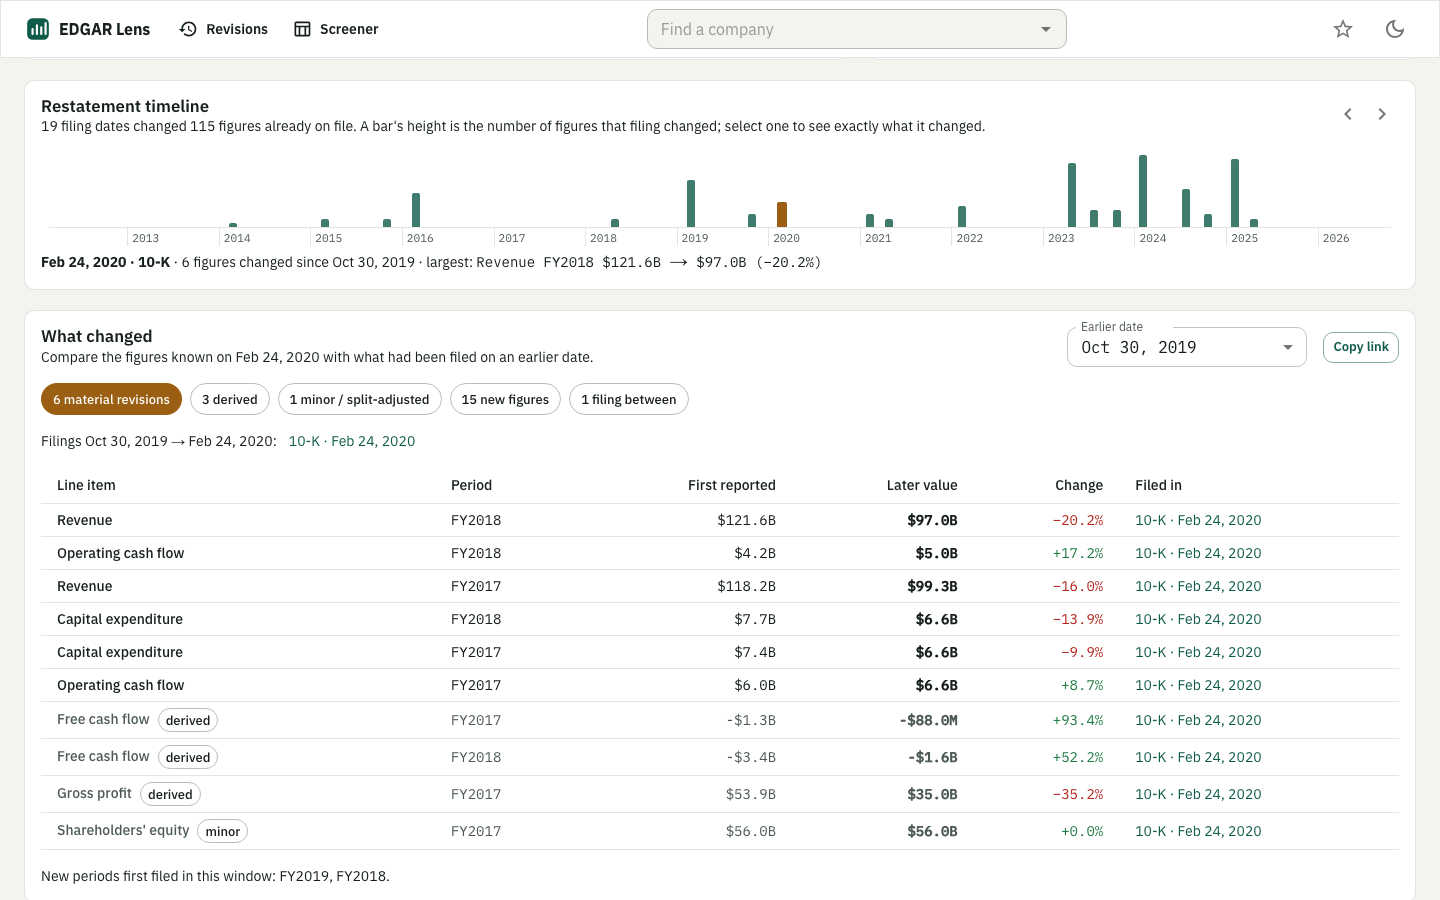 EDGAR Lens Revisions Screener Find a company
Restatement timeline
19 filing dates changed 115 figures already on file. A bar's height is the number of figures that filing changed; select one to see exactly what it changed.
2013 2014 2015 2016 2017 2018 2019 2020 2021 2022 2023 2024 2025 2026
Feb 24, 2020 · 10-K · 6 figures changed since Oct 30, 2019 · largest: Revenue FY2018 $121.6B → $97.0B (−20.2%)
What changed
Compare the figures known on Feb 24, 2020 with what had been filed on an earlier date.
Earlier date
Oct 30, 2019
Copy link
6 material revisions 3 derived 1 minor / split-adjusted 15 new figures 1 filing between
Filings Oct 30, 2019 → Feb 24, 2020: 10-K · Feb 24, 2020
Line item Period First reported Later value Change Filed in
Revenue FY2018 $121.6B $97.0B −20.2% 10-K · Feb 24, 2020
Operating cash flow FY2018 $4.2B $5.0B +17.2% 10-K · Feb 24, 2020
Revenue FY2017 $118.2B $99.3B −16.0% 10-K · Feb 24, 2020
Capital expenditure FY2018 $7.7B $6.6B −13.9% 10-K · Feb 24, 2020
Capital expenditure FY2017 $7.4B $6.6B −9.9% 10-K · Feb 24, 2020
Operating cash flow FY2017 $6.0B $6.6B +8.7% 10-K · Feb 24, 2020
Free cash flow derived FY2017 -$1.3B -$88.0M +93.4% 10-K · Feb 24, 2020
Free cash flow derived FY2018 -$3.4B -$1.6B +52.2% 10-K · Feb 24, 2020
Gross profit derived FY2017 $53.9B $35.0B −35.2% 10-K · Feb 24, 2020
Shareholders' equity minor FY2017 $56.0B $56.0B +0.0% 10-K · Feb 24, 2020
New periods first filed in this window: FY2019, FY2018.